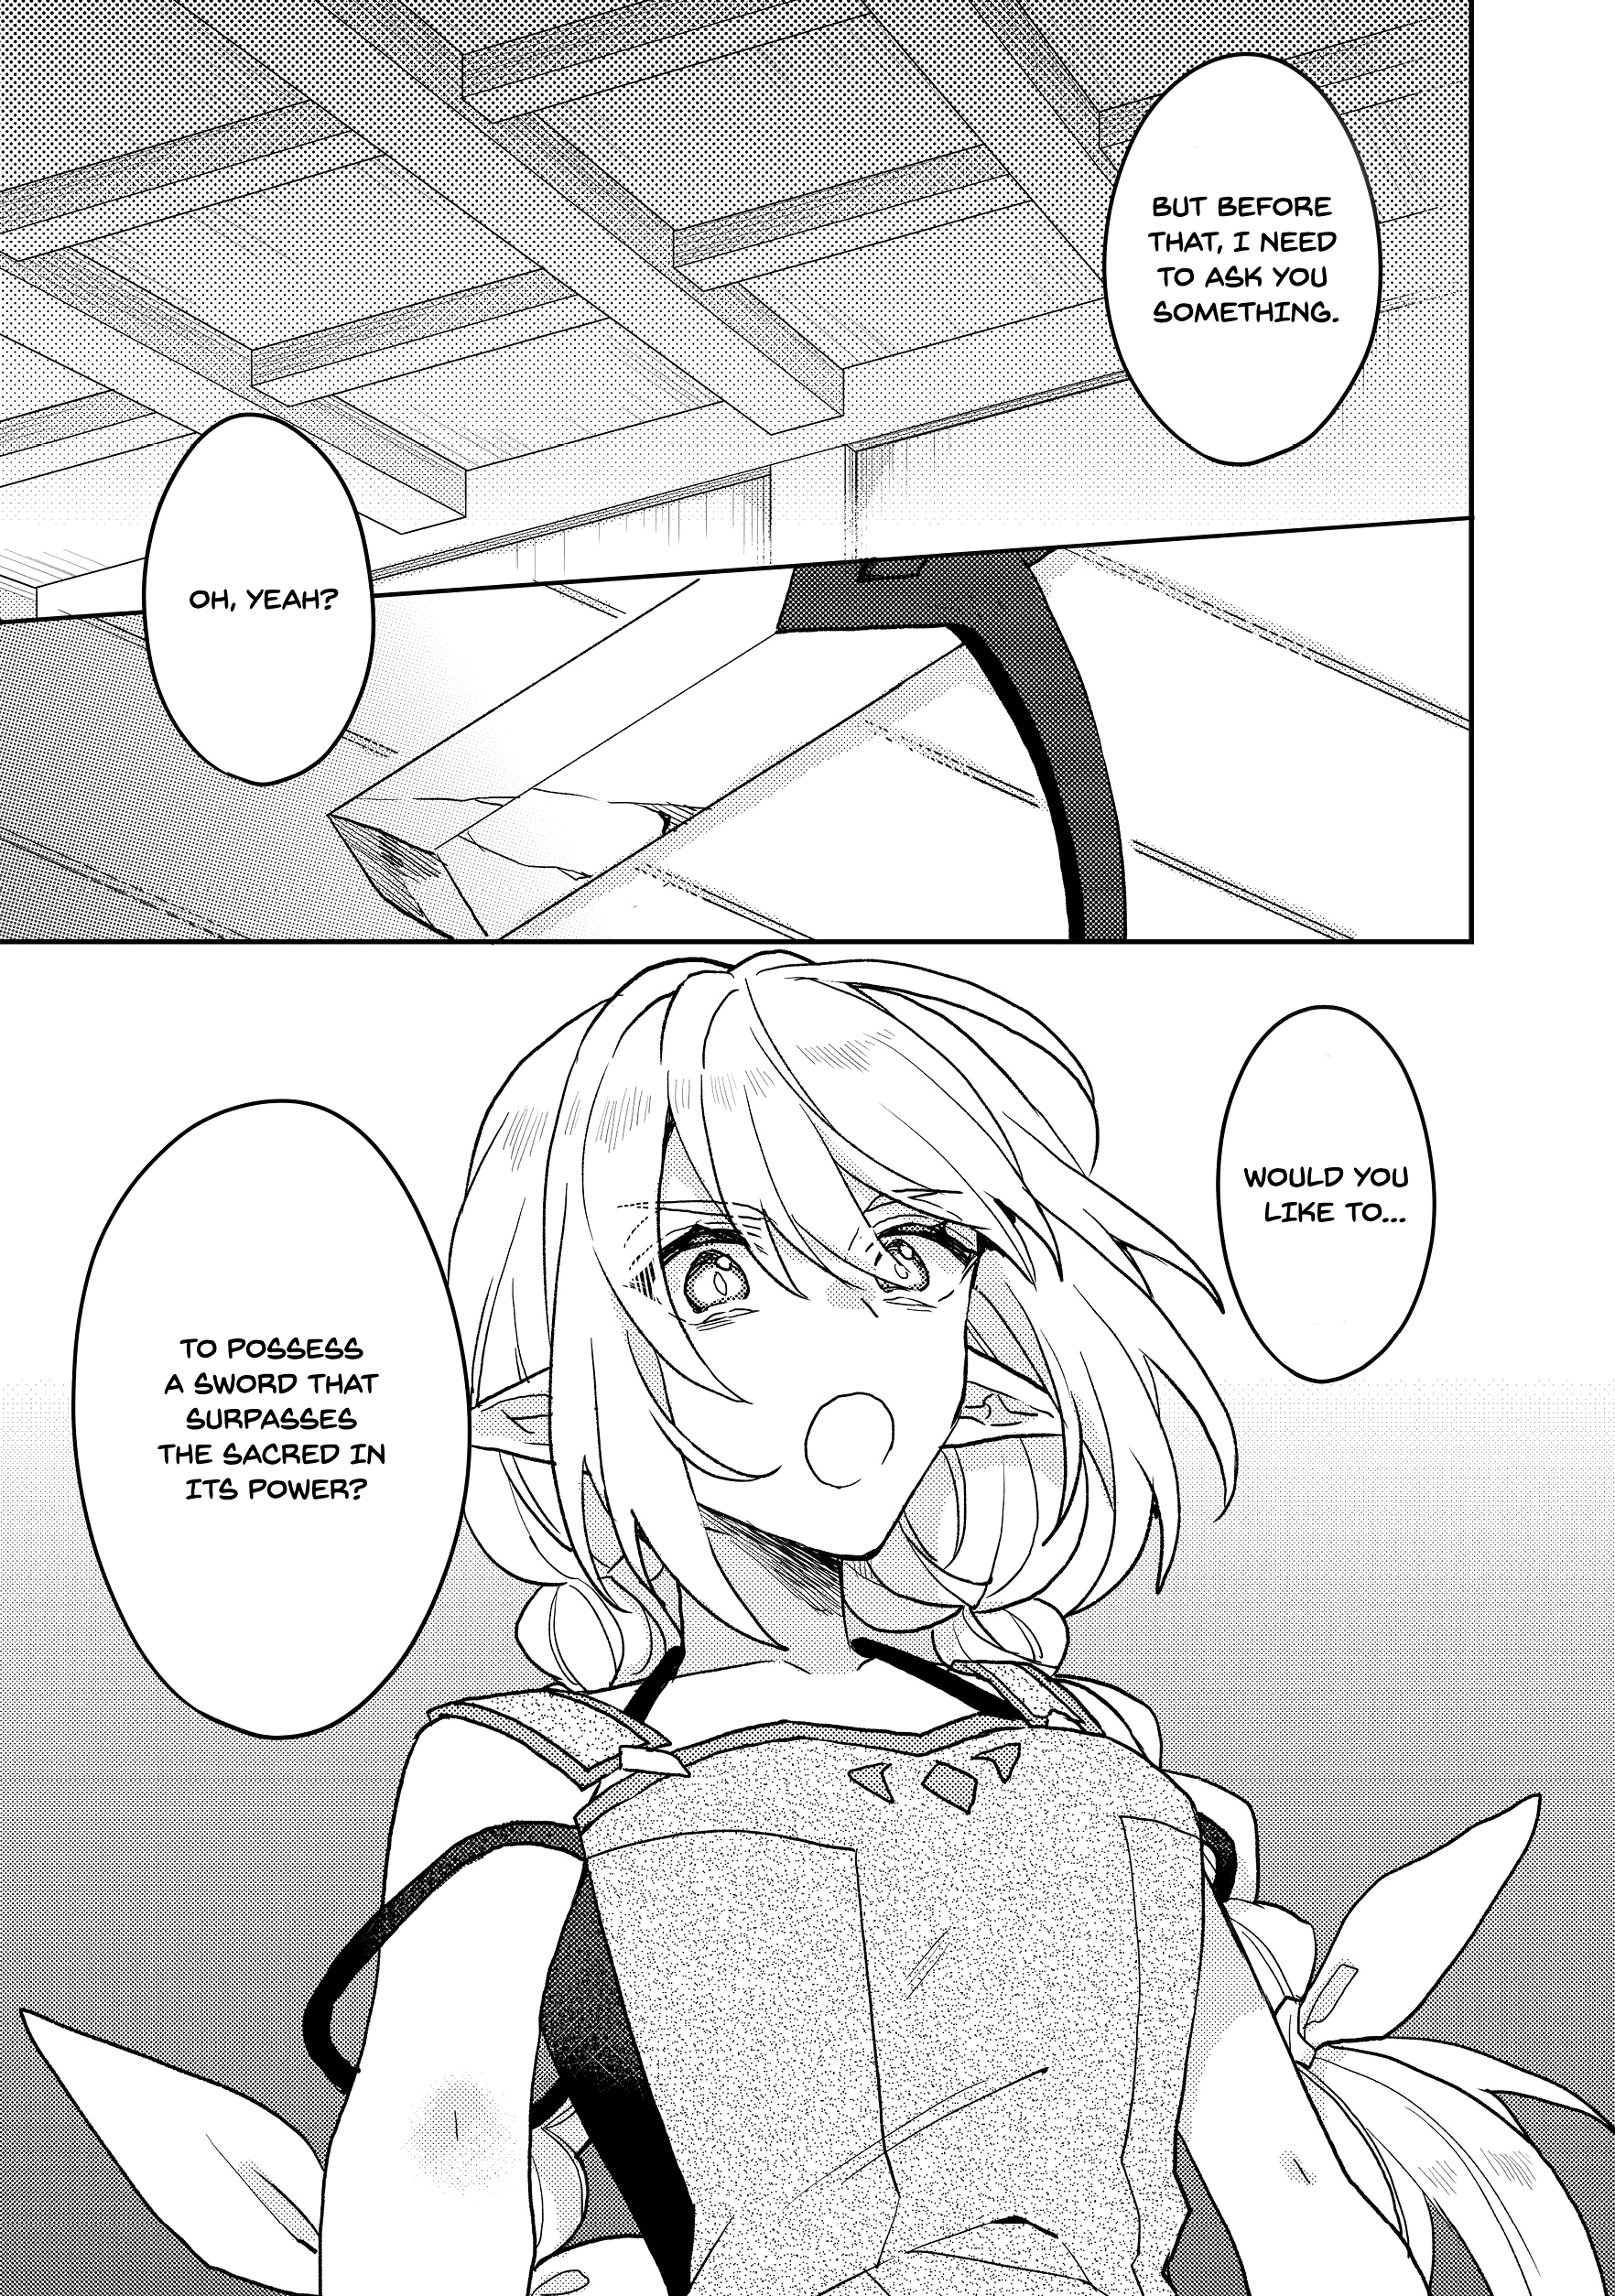 BUT BEFORE
THAT, I NEED
TO ASK YOU
SOMETHING.
OH, YEAH?
WOULD YOU
LIKE TO...
TO POSSESS
A SWORD THAT
SURPASSES
THE SACRED IN
ITS POWER?